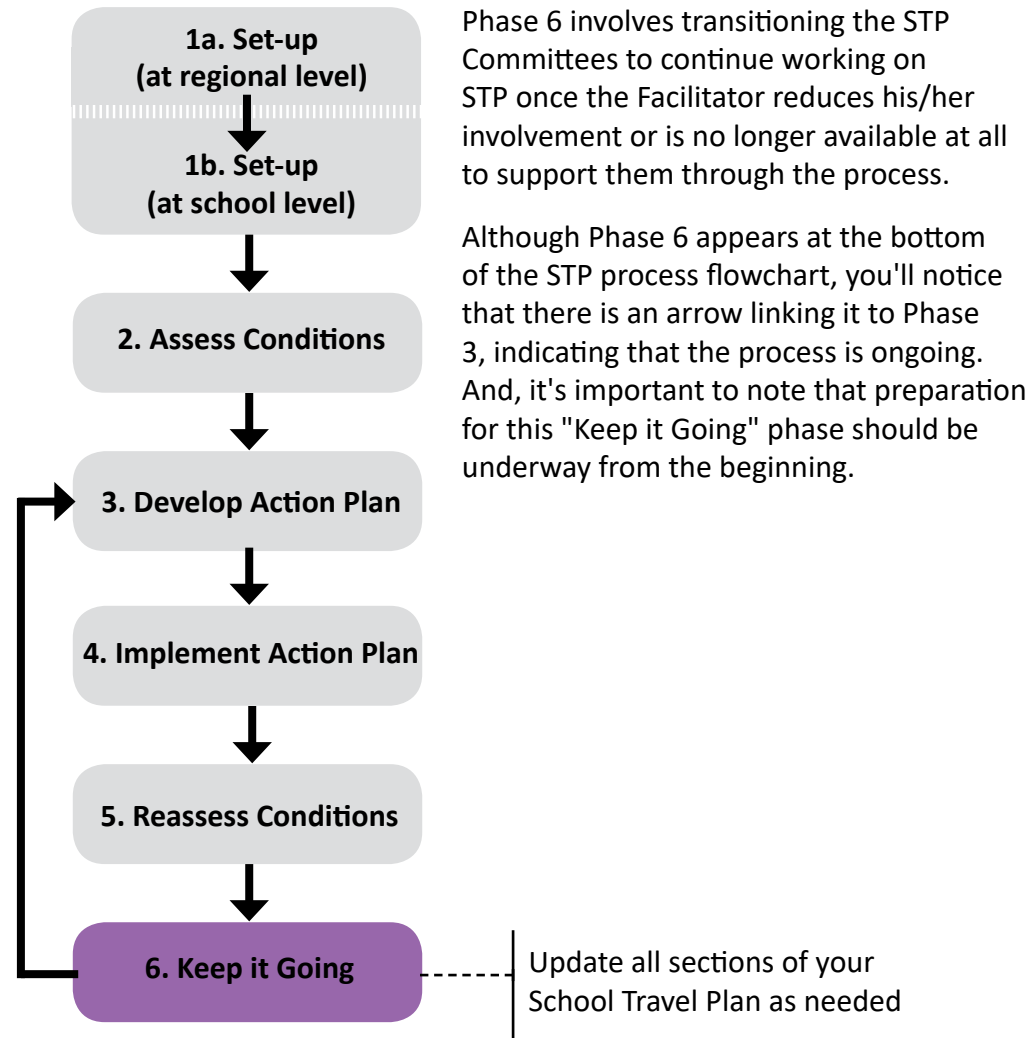 1a. Set-up
(at regional level)
1b. Set-up
(at school level)
2. Assess Conditions
3. Develop Action Plan
4. Implement Action Plan
5. Reassess Conditions
6. Keep it Going
Update all sections of your
School Travel Plan as needed
Phase 6 involves transitioning the STP
Committees to continue working on
STP once the Facilitator reduces his/her
involvement or is no longer available at all
to support them through the process.
Although Phase 6 appears at the bottom
of the STP process flowchart, you'll notice
that there is an arrow linking it to Phase
3, indicating that the process is ongoing.
And, it's important to note that preparation
for this "Keep it Going" phase should be
underway from the beginning.